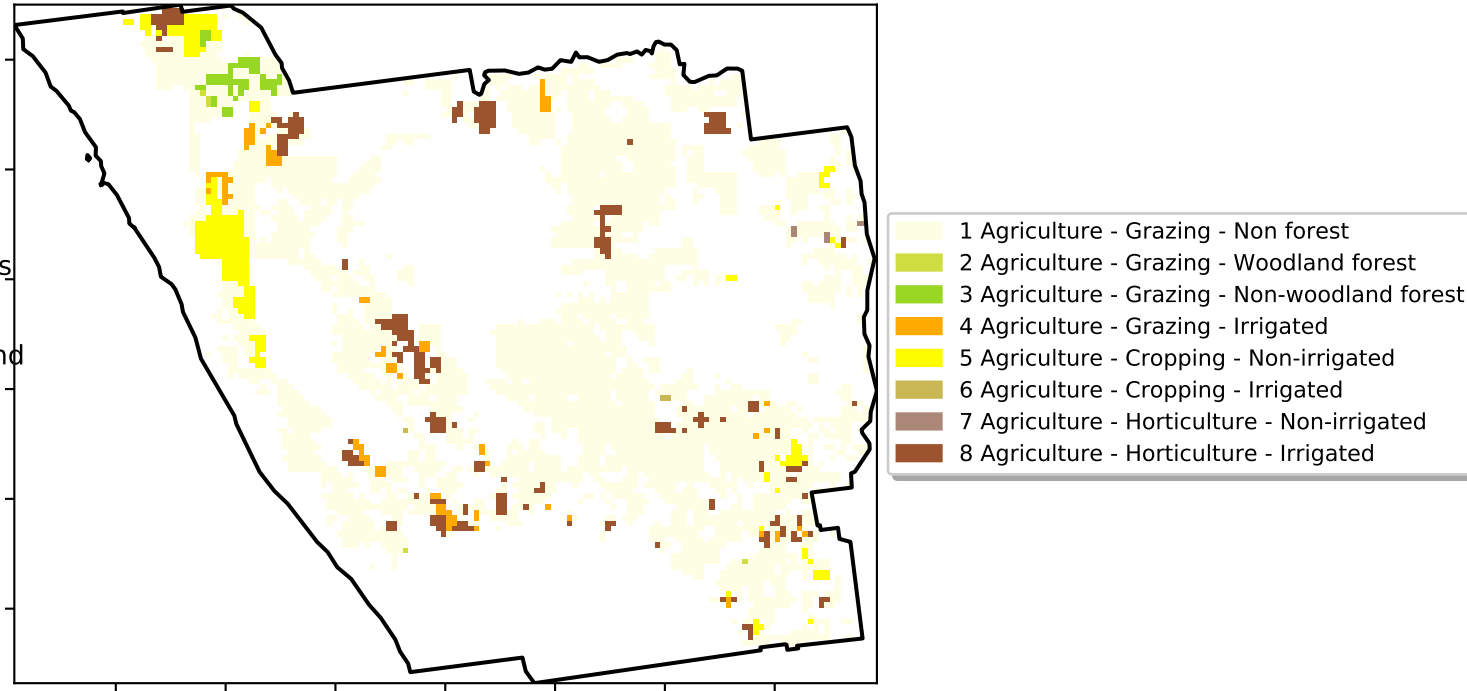 s
nd
1 Agriculture - Grazing - Non forest
2 Agriculture - Grazing - Woodland forest
3 Agriculture - Grazing - Non-woodland forest
4 Agriculture - Grazing - Irrigated
5 Agriculture - Cropping - Non-irrigated
6 Agriculture - Cropping - Irrigated
7 Agriculture - Horticulture - Non-irrigated
8 Agriculture - Horticulture - Irrigated